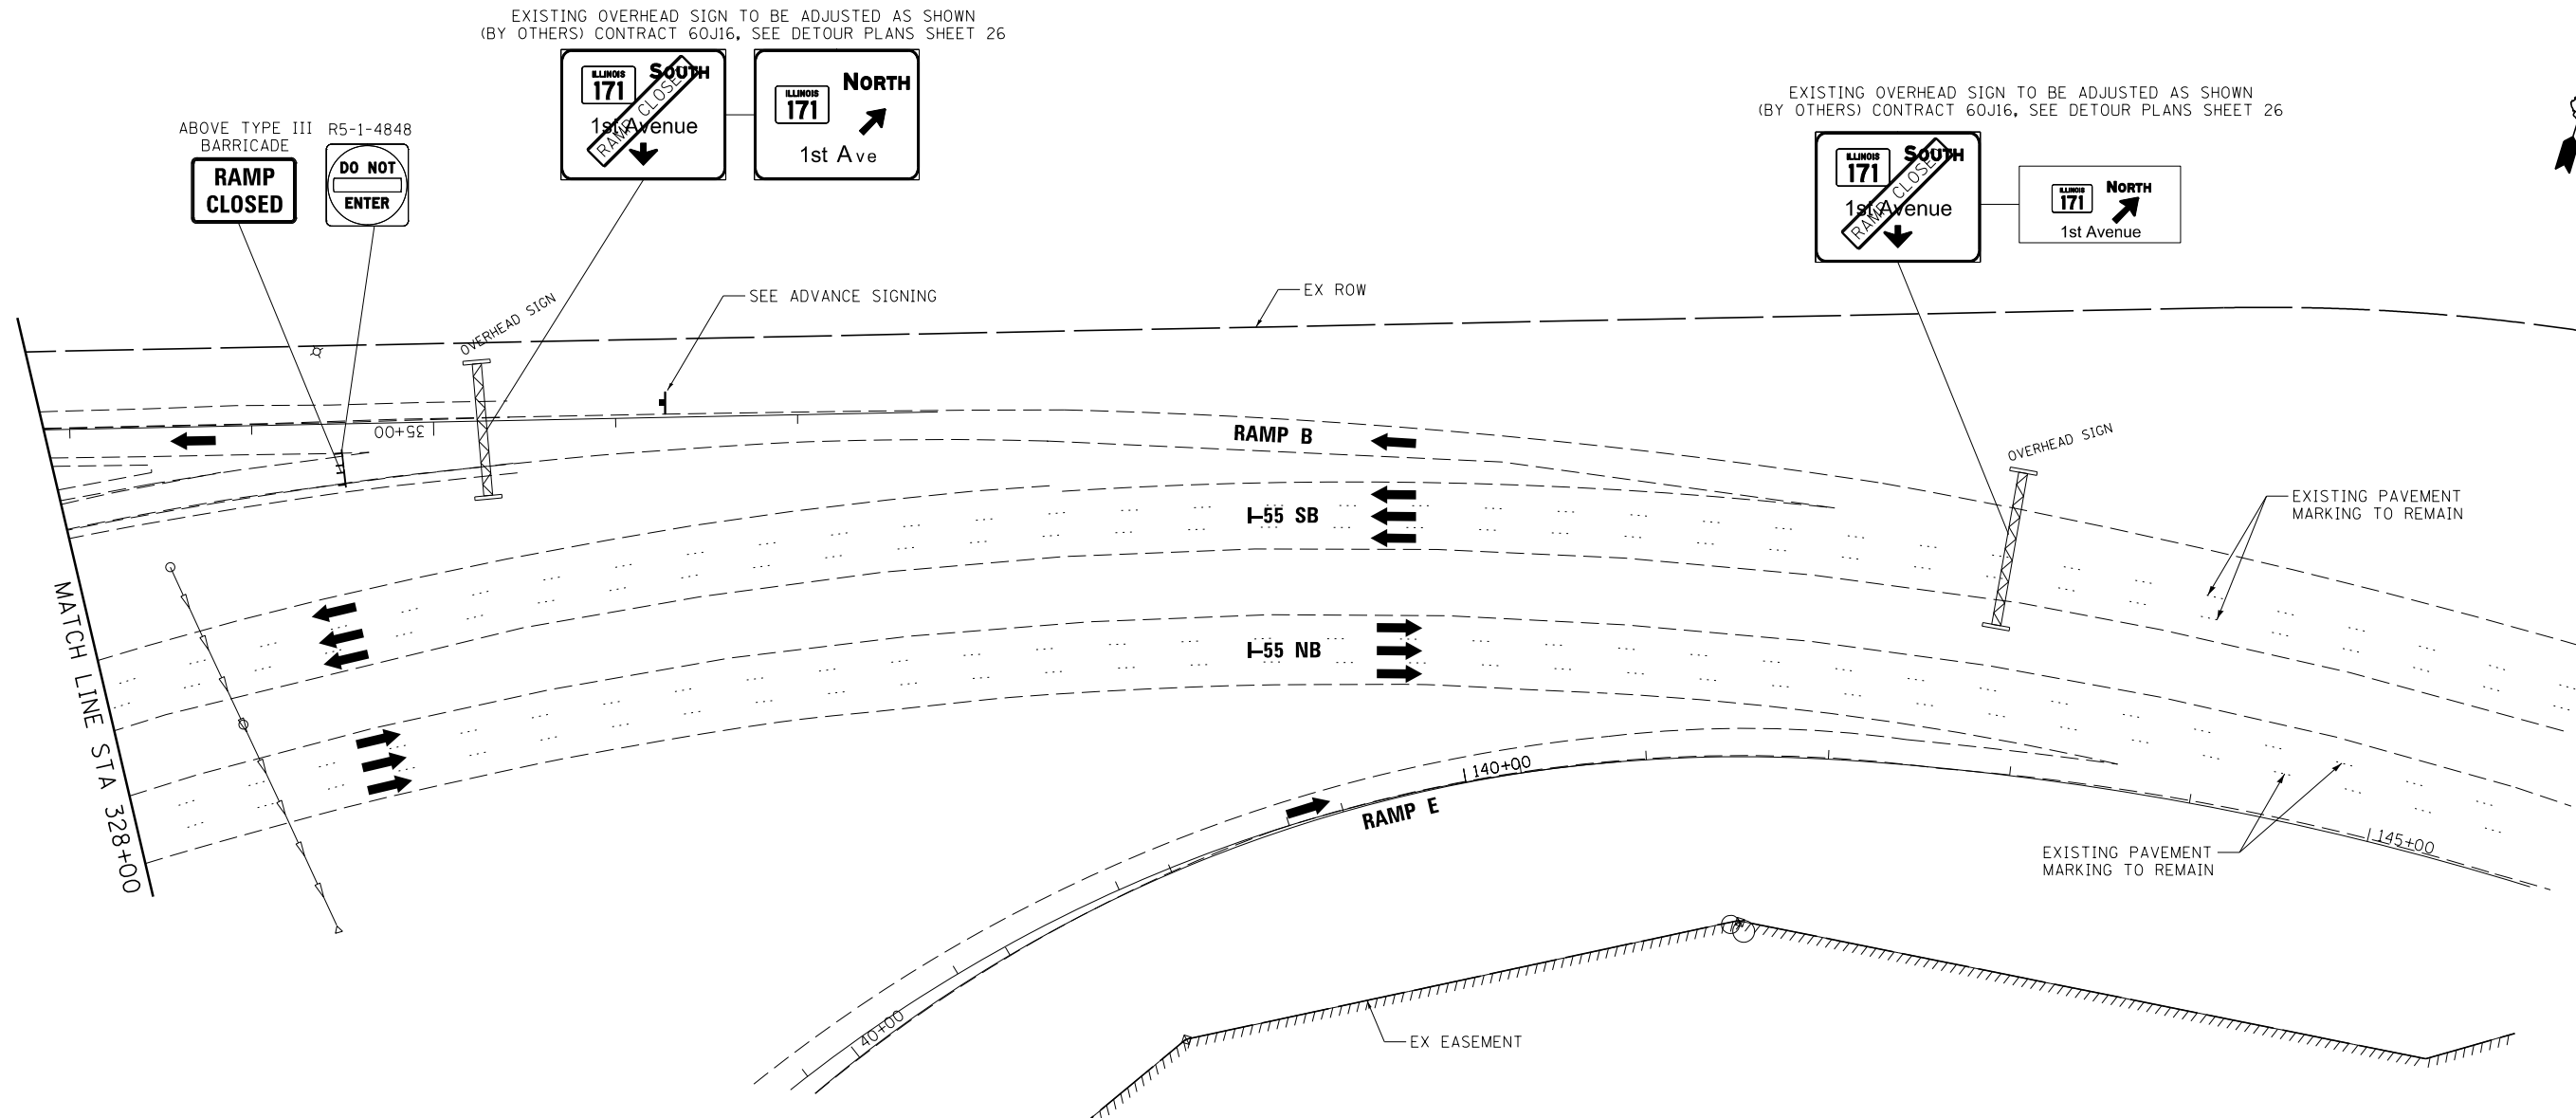 EXISTING OVERHEAD SIGN TO BE ADJUSTED AS SHOWN
(BY OTHERS) CONTRACT 60J16, SEE DETOUR PLANS SHEET 26
ILLINOIS
171
SOUTH
RAMP CLOSED
1st Avenue
ILLINOIS
171
NORTH
1st Ave
EXISTING OVERHEAD SIGN TO BE ADJUSTED AS SHOWN
(BY OTHERS) CONTRACT 60J16, SEE DETOUR PLANS SHEET 26
ILLINOIS
171
SOUTH
RAMP CLOSED
1st Avenue
ILLINOIS
171
NORTH
1st Avenue
ABOVE TYPE III
BARRICADE
RAMP
CLOSED
R5-1-4848
DO NOT
ENTER
OVERHEAD SIGN
SEE ADVANCE SIGNING
EX ROW
35+00
RAMP B
OVERHEAD SIGN
I-55 SB
EXISTING PAVEMENT
MARKING TO REMAIN
MATCH LINE STA 328+00
I-55 NB
140+00
RAMP E
145+00
EXISTING PAVEMENT
MARKING TO REMAIN
40+00
EX EASEMENT